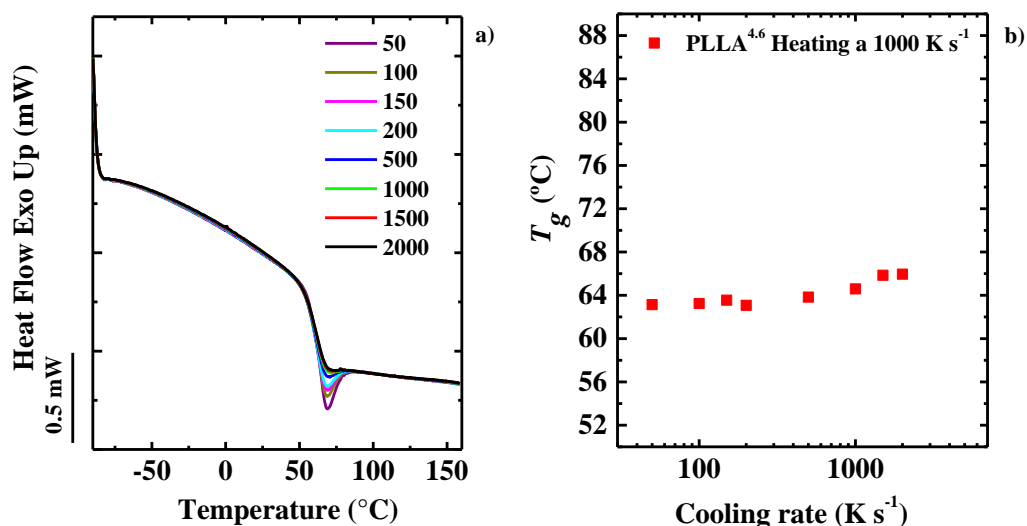 a)
50
100
150
200
500
1000
1500
2000
Heat Flow Exo Up (mW)
0.5 mW
-50 0 50 100 150
Temperature (°C)
b)
PLLA4.6 Heating a 1000 K s-1
88
84
80
76
72
68
64
60
56
52
Tg (ºC)
100 1000
Cooling rate (K s-1)